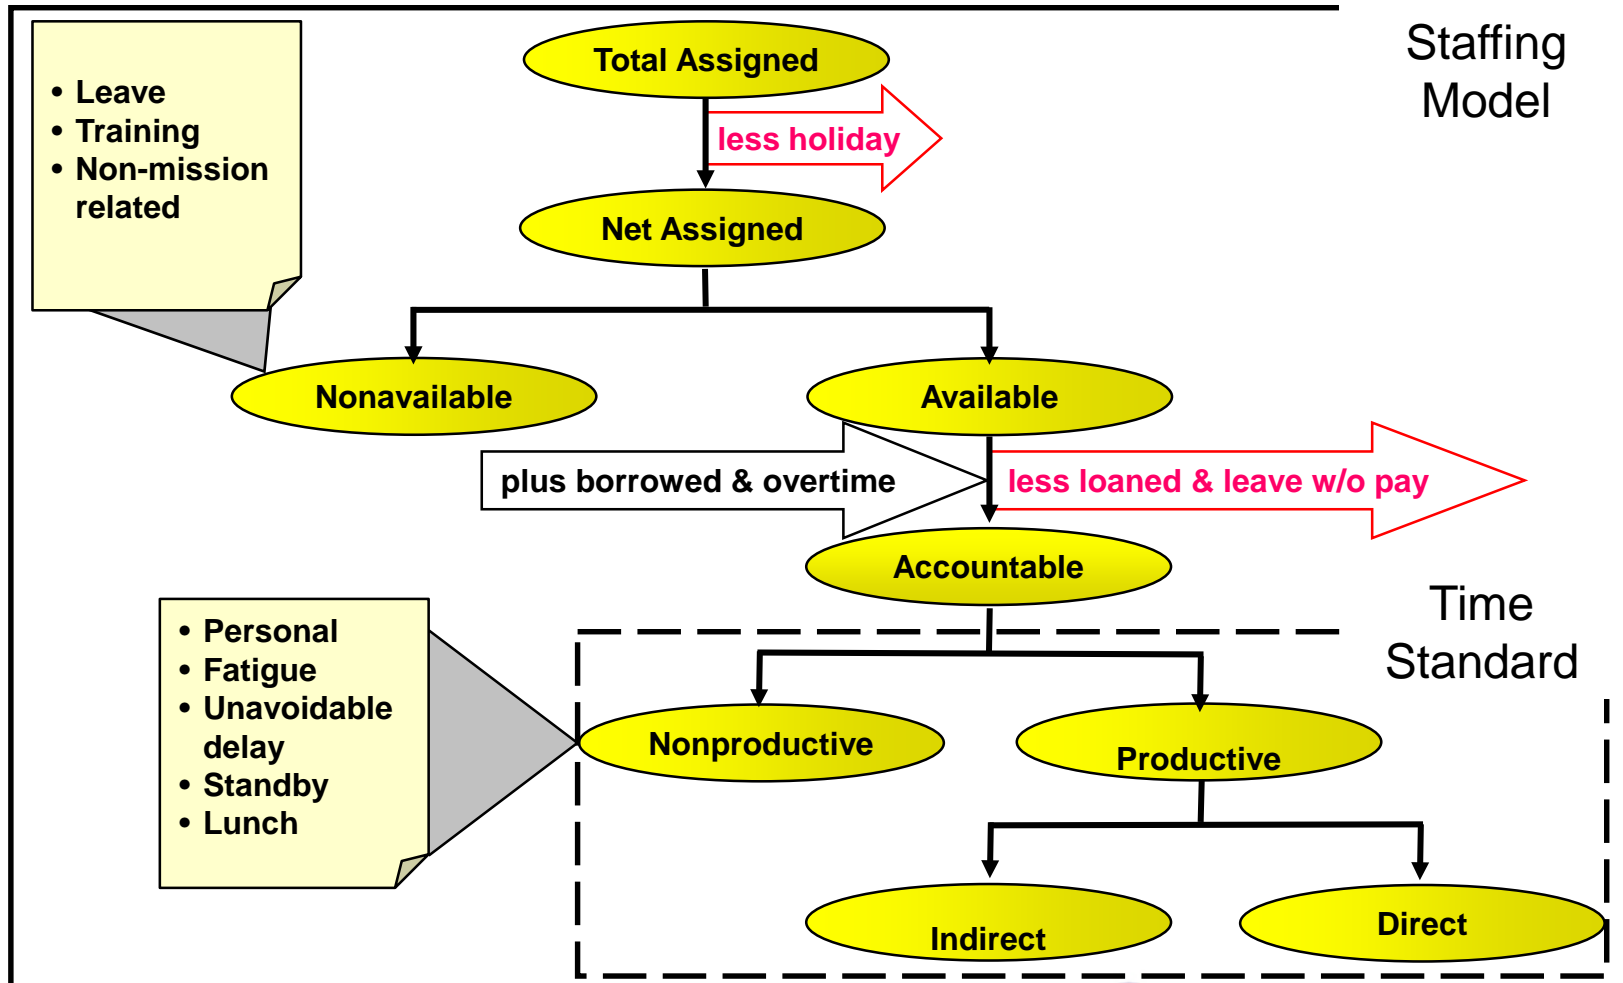 Staffing
Model
Total Assigned
• Leave
• Training
• Non-mission
related
less holiday
Net Assigned
Nonavailable
Available
plus borrowed & overtime
less loaned & leave w/o pay
Accountable
Time
Standard
• Personal
• Fatigue
• Unavoidable
delay
• Standby
• Lunch
Nonproductive
Productive
Indirect
Direct